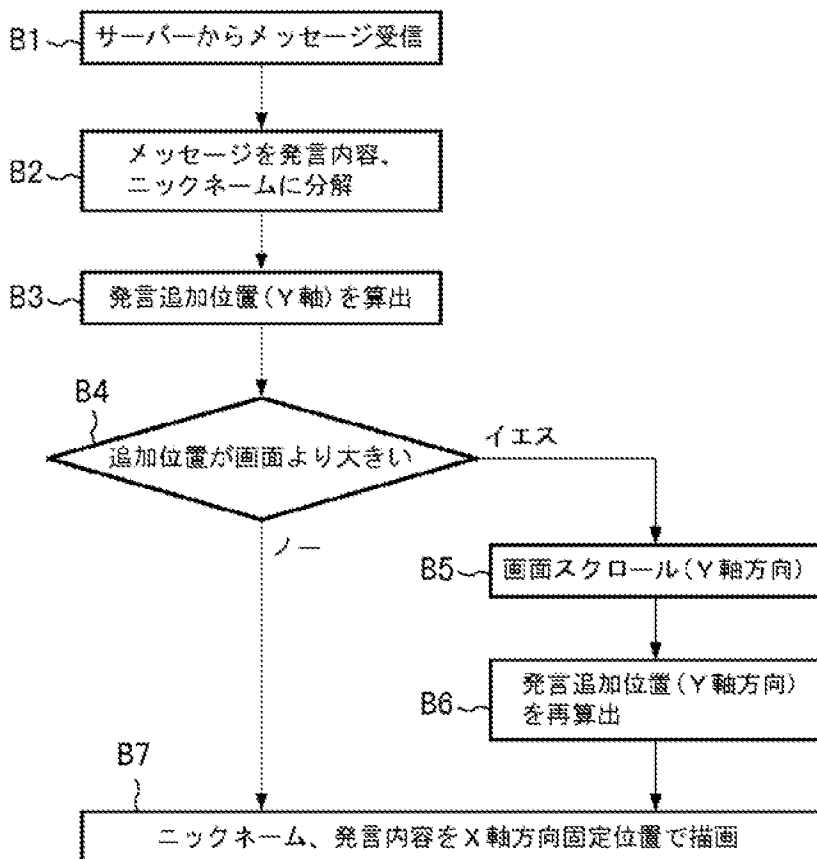 B1
サーバーからメッセージ受信
B2
メッセージを発言内容、
ニックネームに分解
B3
発言追加位置(Y軸)を算出
B4
追加位置が画面より大きい
イエス
ノー
B5
画面スクロール(Y軸方向)
B6
発言追加位置(Y軸方向)
を再算出
B7
ニックネーム、発言内容をX軸方向固定位置で描画